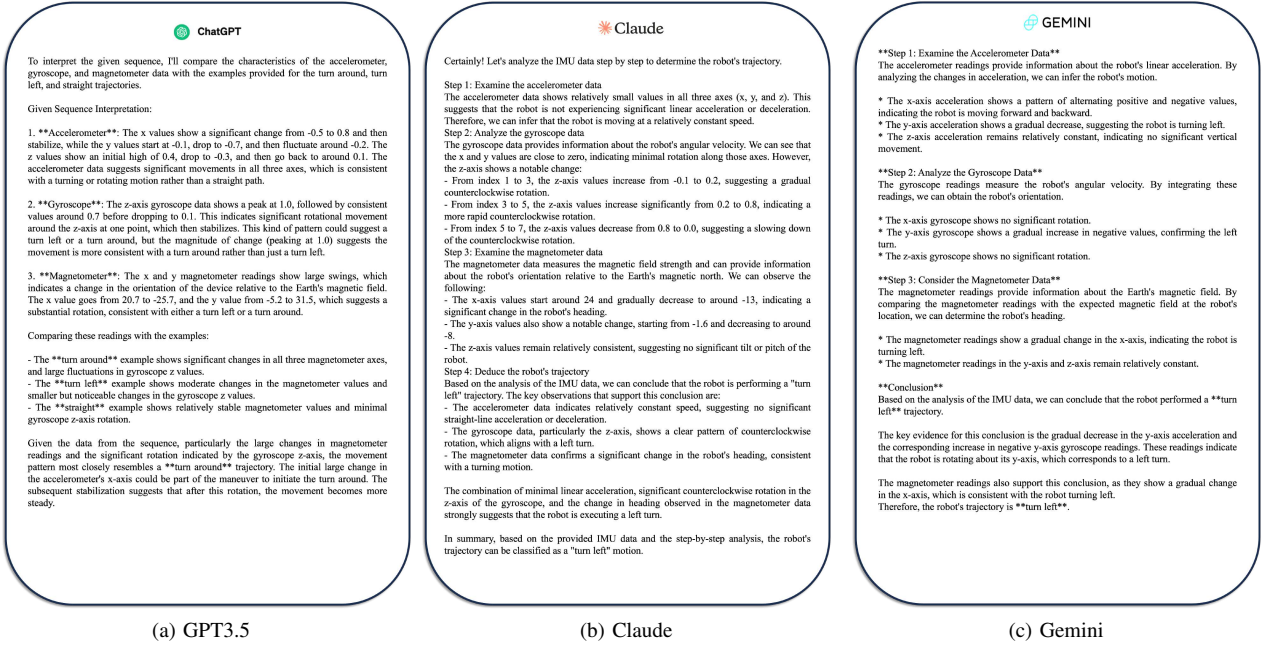 ChatGPT
To interpret the given sequence, I'll compare the characteristics of the accelerometer,
gyroscope, and magnetometer data with the examples provided for the turn around, turn
left, and straight trajectories.
Given Sequence Interpretation:
1. **Accelerometer**: The x values show a significant change from -0.5 to 0.8 and then
stabilize, while the y values start at -0.1, drop to -0.7, and then fluctuate around -0.2. The
z values show an initial high of 0.4, drop to -0.3, and then go back to around 0.1. The
accelerometer data suggests significant movements in all three axes, which is consistent
with a turning or rotating motion rather than a straight path.
2. **Gyroscope**: The z-axis gyroscope data shows a peak at 1.0, followed by consistent
values around 0.7 before dropping to 0.1. This indicates significant rotational movement
around the z-axis at one point, which then stabilizes. This kind of pattern could suggest a
turn left or a turn around, but the magnitude of change (peaking at 1.0) suggests the
movement is more consistent with a turn around rather than just a turn left.
3. **Magnetometer**: The x and y magnetometer readings show large swings, which
indicates a change in the orientation of the device relative to the Earth's magnetic field.
The x value goes from 20.7 to -25.7, and the y value from -5.2 to 31.5, which suggests a
substantial rotation, consistent with either a turn left or a turn around.
Comparing these readings with the examples:
- The **turn around** example shows significant changes in all three magnetometer axes,
and large fluctuations in gyroscope z values.
- The **turn left** example shows moderate changes in the magnetometer values and
smaller but noticeable changes in the gyroscope z values.
- The **straight** example shows relatively stable magnetometer values and minimal
gyroscope z-axis rotation.
Given the data from the sequence, particularly the large changes in magnetometer
readings and the significant rotation indicated by the gyroscope z-axis, the movement
pattern most closely resembles a **turn around** trajectory. The initial large change in
the accelerometer's x-axis could be part of the maneuver to initiate the turn around. The
subsequent stabilization suggests that after this rotation, the movement becomes more
steady.
(a) GPT3.5
Claude
Certainly! Let's analyze the IMU data step by step to determine the robot's trajectory.
Step 1: Examine the accelerometer data
The accelerometer data shows relatively small values in all three axes (x, y, and z). This
suggests that the robot is not experiencing significant linear acceleration or deceleration.
Therefore, we can infer that the robot is moving at a relatively constant speed.
Step 2: Analyze the gyroscope data
The gyroscope data provides information about the robot's angular velocity. We can see that
the x and y values are close to zero, indicating minimal rotation along those axes. However,
the z-axis shows a notable change:
- From index 1 to 3, the z-axis values increase from -0.1 to 0.2, suggesting a gradual
counterclockwise rotation.
- From index 3 to 5, the z-axis values increase significantly from 0.2 to 0.8, indicating a
more rapid counterclockwise rotation.
- From index 5 to 7, the z-axis values decrease from 0.8 to 0.0, suggesting a slowing down
of the counterclockwise rotation.
Step 3: Examine the magnetometer data
The magnetometer data measures the magnetic field strength and can provide information
about the robot's orientation relative to the Earth's magnetic north. We can observe the
following:
- The x-axis values start around 24 and gradually decrease to around -13, indicating a
significant change in the robot's heading.
- The y-axis values also show a notable change, starting from -1.6 and decreasing to around
-8.
- The z-axis values remain relatively consistent, suggesting no significant tilt or pitch of the
robot.
Step 4: Deduce the robot's trajectory
Based on the analysis of the IMU data, we can conclude that the robot is performing a "turn
left" trajectory. The key observations that support this conclusion are:
- The accelerometer data indicates relatively constant speed, suggesting no significant
straight-line acceleration or deceleration.
- The gyroscope data, particularly the z-axis, shows a clear pattern of counterclockwise
rotation, which aligns with a left turn.
- The magnetometer data confirms a significant change in the robot's heading, consistent
with a turning motion.
The combination of minimal linear acceleration, significant counterclockwise rotation in the
z-axis of the gyroscope, and the change in heading observed in the magnetometer data
strongly suggests that the robot is executing a left turn.
In summary, based on the provided IMU data and the step-by-step analysis, the robot's
trajectory can be classified as a "turn left" motion.
(b) Claude
GEMINI
**Step 1: Examine the Accelerometer Data**
The accelerometer readings provide information about the robot's linear acceleration. By
analyzing the changes in acceleration, we can infer the robot's motion.
* The x-axis acceleration shows a pattern of alternating positive and negative values,
indicating the robot is moving forward and backward.
* The y-axis acceleration shows a gradual decrease, suggesting the robot is turning left.
* The z-axis acceleration remains relatively constant, indicating no significant vertical
movement.
**Step 2: Analyze the Gyroscope Data**
The gyroscope readings measure the robot's angular velocity. By integrating these
readings, we can obtain the robot's orientation.
* The x-axis gyroscope shows no significant rotation.
* The y-axis gyroscope shows a gradual increase in negative values, confirming the left
turn.
* The z-axis gyroscope shows no significant rotation.
**Step 3: Consider the Magnetometer Data**
The magnetometer readings provide information about the Earth's magnetic field. By
comparing the magnetometer readings with the expected magnetic field at the robot's
location, we can determine the robot's heading.
* The magnetometer readings show a gradual change in the x-axis, indicating the robot is
turning left.
* The magnetometer readings in the y-axis and z-axis remain relatively constant.
**Conclusion**
Based on the analysis of the IMU data, we can conclude that the robot performed a **turn
left** trajectory.
The key evidence for this conclusion is the gradual decrease in the y-axis acceleration and
the corresponding increase in negative y-axis gyroscope readings. These readings indicate
that the robot is rotating about its y-axis, which corresponds to a left turn.
The magnetometer readings also support this conclusion, as they show a gradual change
in the x-axis, which is consistent with the robot turning left.
Therefore, the robot's trajectory is **turn left**.
(c) Gemini